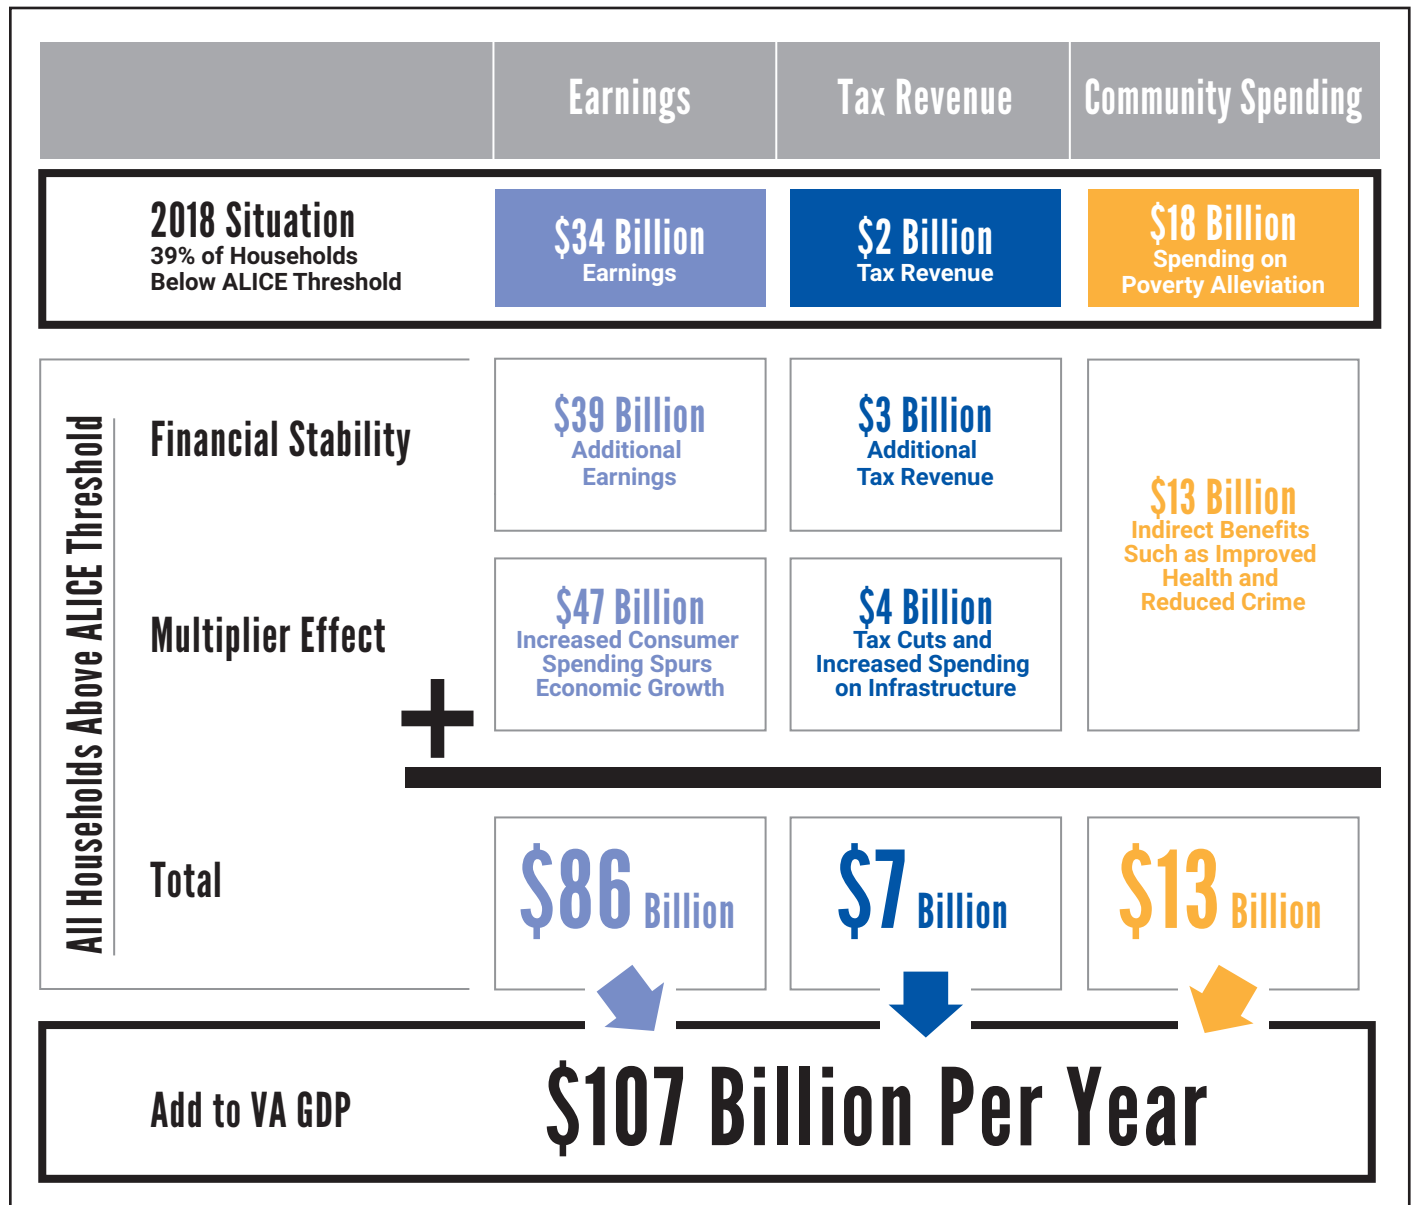 Earnings
Tax Revenue
Community Spending
2018 Situation
39% of Households
Below ALICE Threshold
$34 Billion
Earnings
$2 Billion
Tax Revenue
$18 Billion
Spending on
Poverty Alleviation
All Households Above ALICE Threshold
Financial Stability
$39 Billion
Additional
Earnings
$3 Billion
Additional
Tax Revenue
$13 Billion
Indirect Benefits
Such as Improved
Health and
Reduced Crime
Multiplier Effect
$47 Billion
Increased Consumer
Spending Spurs
Economic Growth
$4 Billion
Tax Cuts and
Increased Spending
on Infrastructure
+
Total
$86 Billion
$7 Billion
$13 Billion
Add to VA GDP
$107 Billion Per Year